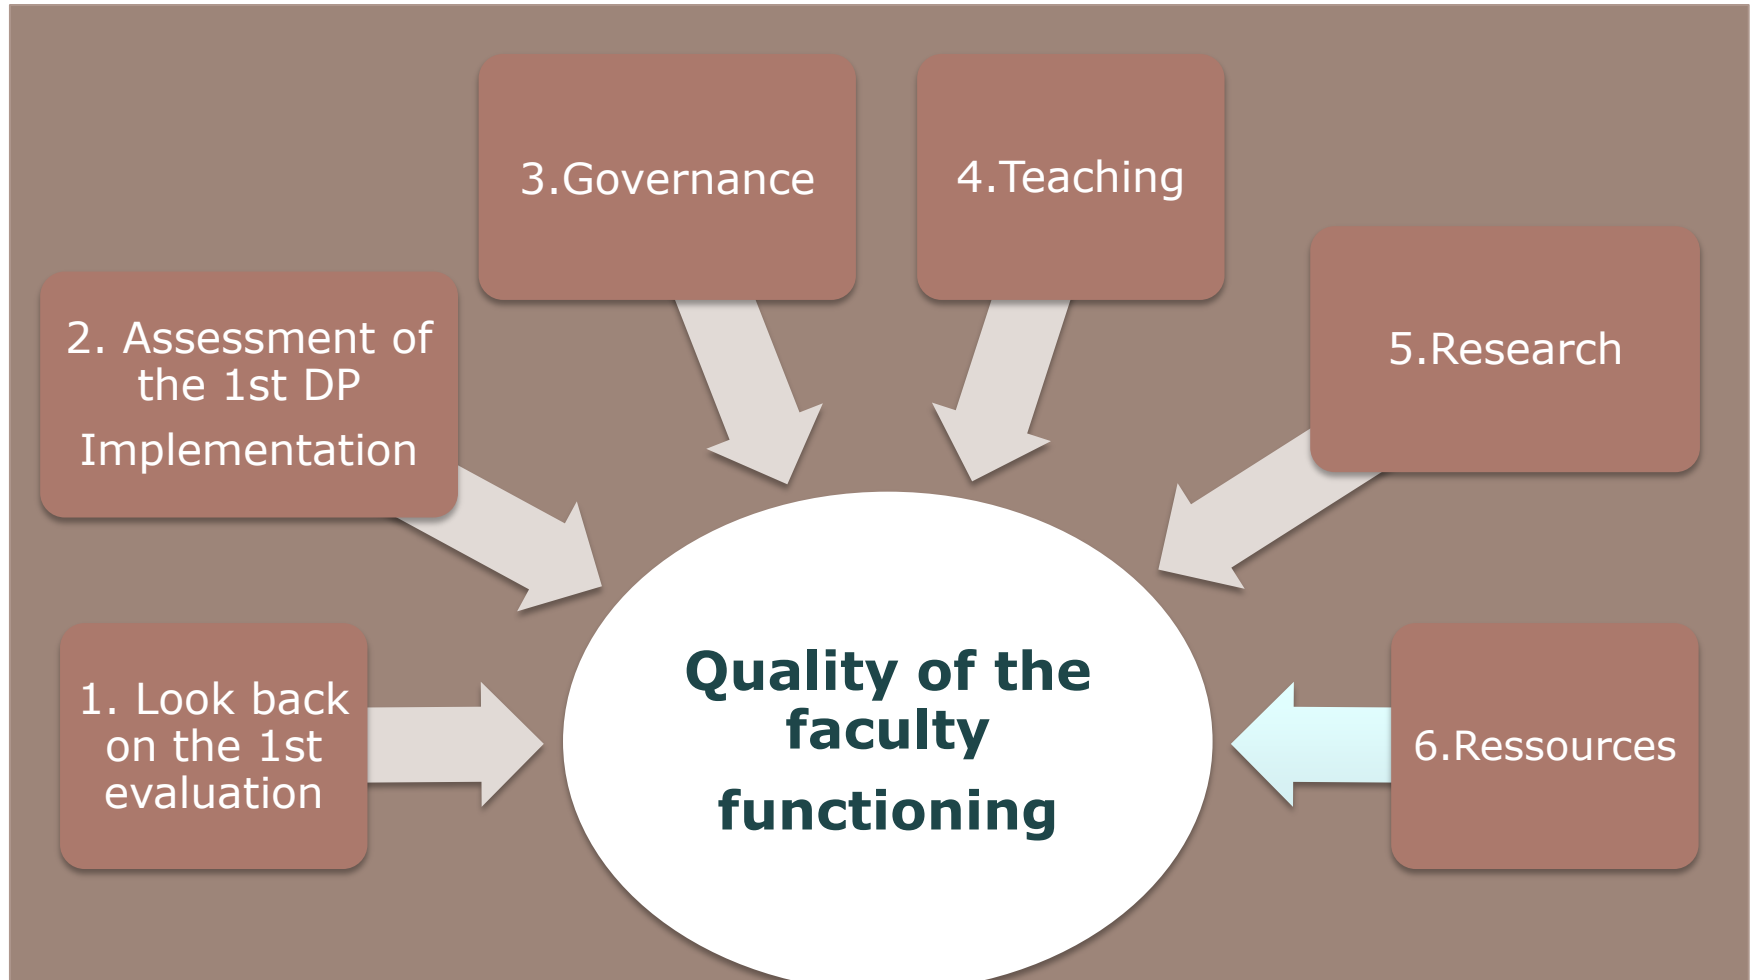 3.Governance
4.Teaching
5.Research
2. Assessment of
the 1st DP
Implementation
1. Look back
on the 1st
evaluation
Quality of the
faculty
functioning
6.Ressources